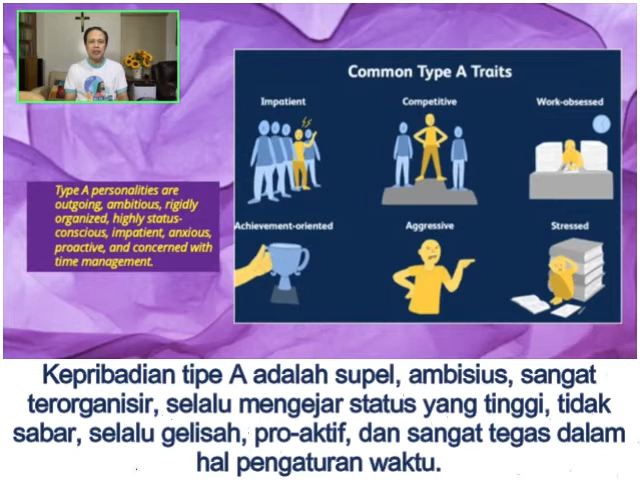 Common Type A Traits
Impatient
Competitive
Work-obsessed
Type A personalities are
outgoing, ambitious, rigidly
organized, highly status-
conscious, impatient, anxious,
proactive, and concerned with
time management.
Achievement-oriented
Aggressive
Stressed
Kepribadian tipe A adalah supel, ambisius, sangat
terorganisir, selalu mengejar status yang tinggi, tidak
sabar, selalu gelisah, pro-aktif, dan sangat tegas dalam
hal pengaturan waktu.